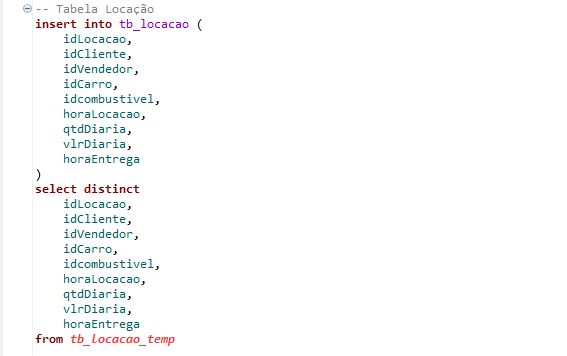 -- Tabela Locação
insert into tb_locacao (
idLocacao,
idCliente,
idVendedor,
idCarro,
idcombustivel,
horaLocacao,
qtdDiaria,
vlrDiaria,
horaEntrega
)
select distinct
idLocacao,
idCliente,
idVendedor,
idCarro,
idcombustivel,
horaLocacao,
qtdDiaria,
vlrDiaria,
horaEntrega
from tb_locacao_temp